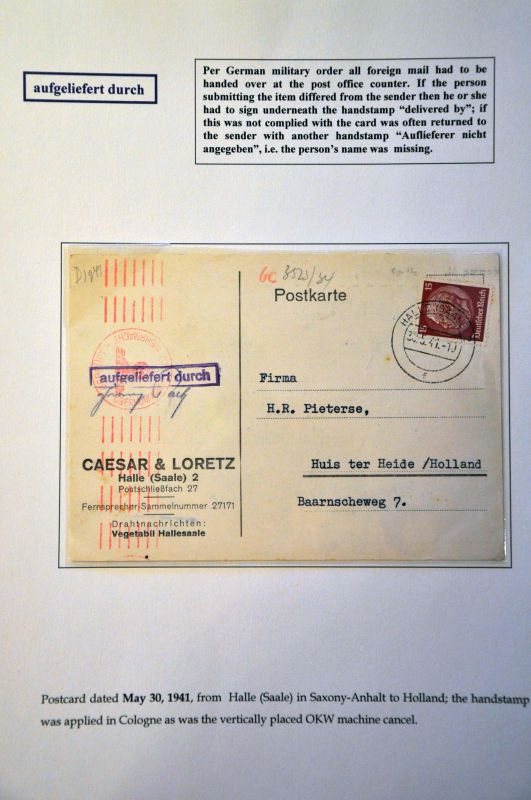 aufgeliefert durch
Per German military order all foreign mail had to be
handed over at the post office counter. If the person
submitting the item differed from the sender then he or she
had to sign underneath the handstamp “delivered by”; if
this was not complied with the card was often returned to
the sender with another handstamp “Auflieferer nicht
angegeben”, i.e. the person’s name was missing.
Postkarte
15 15
Deutsches Reich
aufgeliefert durch
Firma
H.R. Pieterse,
Huis ter Heide /Holland
Baarnscheweg 7.
CAESAR & LORETZ
Halle (Saale) 2
Postschließfach 27
Fernsprecher-Sammelnummer 27171
Drahtnachrichten:
Vegetabil Hallesaale
Postcard dated May 30, 1941, from Halle (Saale) in Saxony-Anhalt to Holland; the handstamp
was applied in Cologne as was the vertically placed OKW machine cancel.